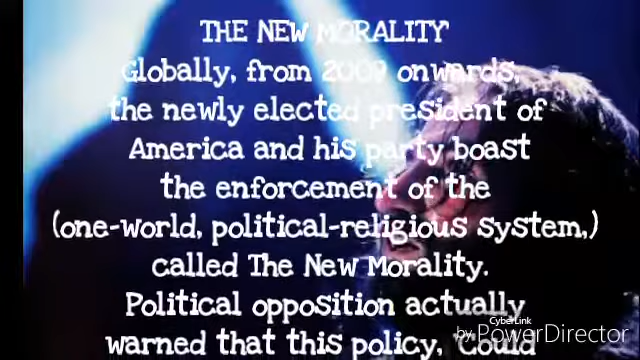 THE NEW MORALITY'
Globally, from 2009 onwards,
the newly elected president of
America and his party boast
the enforcement of the
(one-world, political-religious system,)
called The New Morality.
Political opposition actually
warned that this policy, 'Could
CyberLink
by PowerDirector